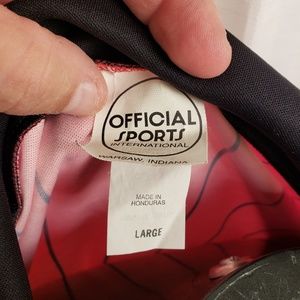 OFFICIAL
SPORTS
INTERNATIONAL
WARSAW, INDIANA
MADE IN
HONDURAS
LARGE